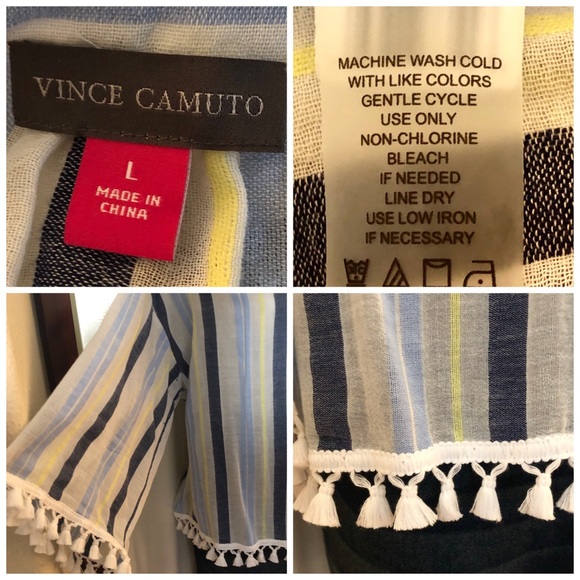 VINCE CAMUTO
L
MADE IN
CHINA
MACHINE WASH COLD
WITH LIKE COLORS
GENTLE CYCLE
USE ONLY
NON-CHLORINE
BLEACH
IF NEEDED
LINE DRY
USE LOW IRON
IF NECESSARY